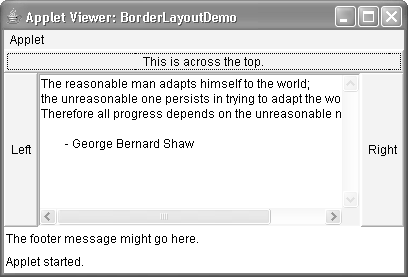 Applet Viewer: BorderLayoutDemo
Applet
This is across the top.
The reasonable man adapts himself to the world;
the unreasonable one persists in trying to adapt the wo
Left
Therefore all progress depends on the unreasonable n
- George Bernard Shaw
Right
The footer message might go here.
Applet started.